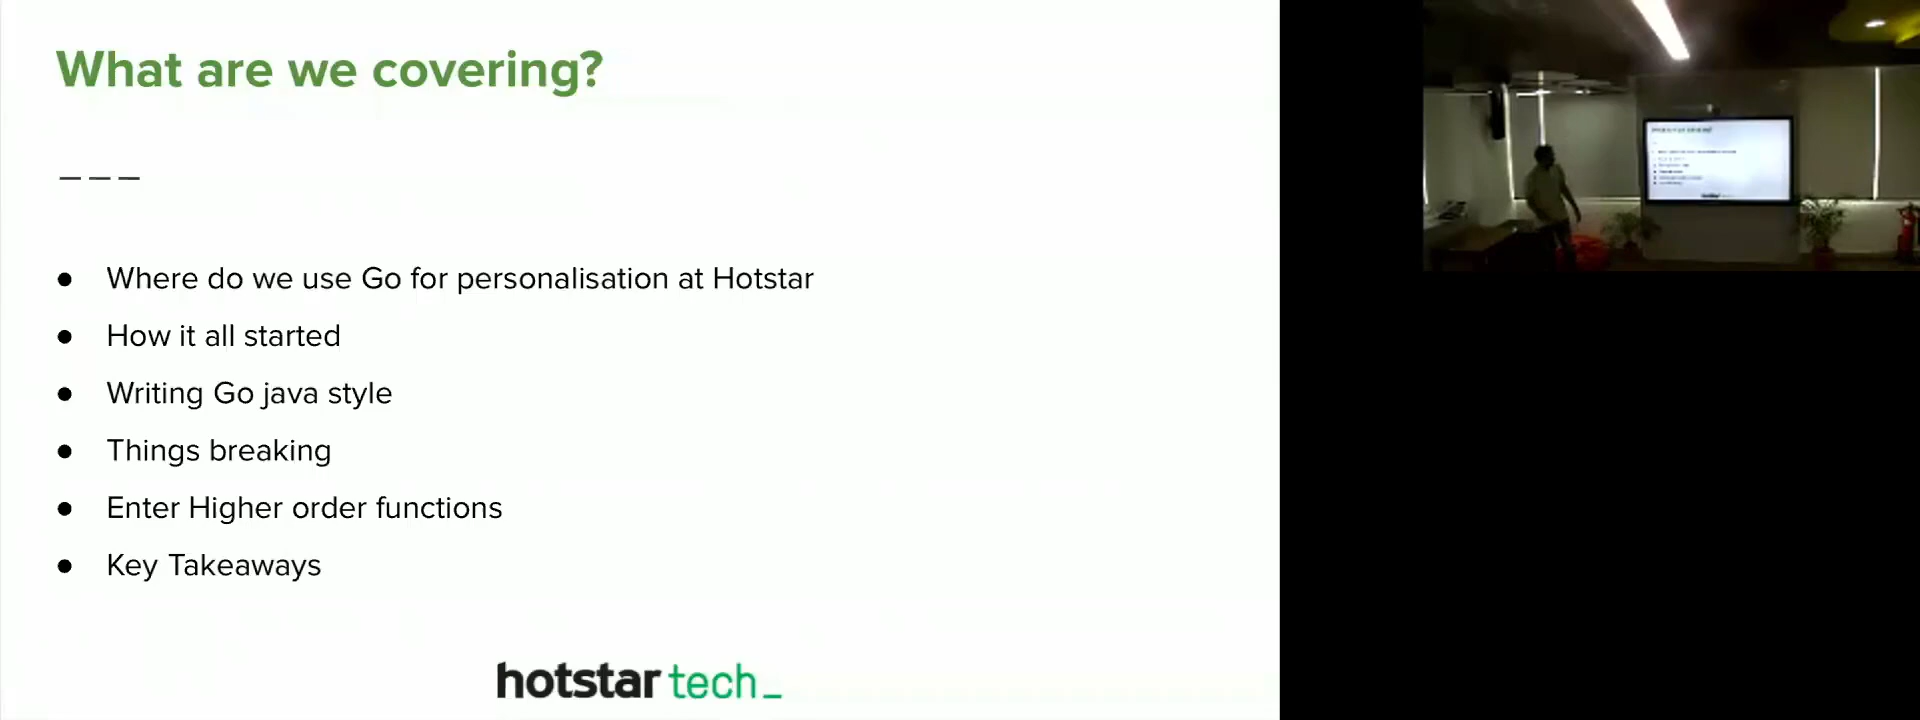 What are we covering?
● Where do we use Go for personalisation at Hotstar
● How it all started
● Writing Go java style
● Things breaking
● Enter Higher order functions
● Key Takeaways
hotstar tech_